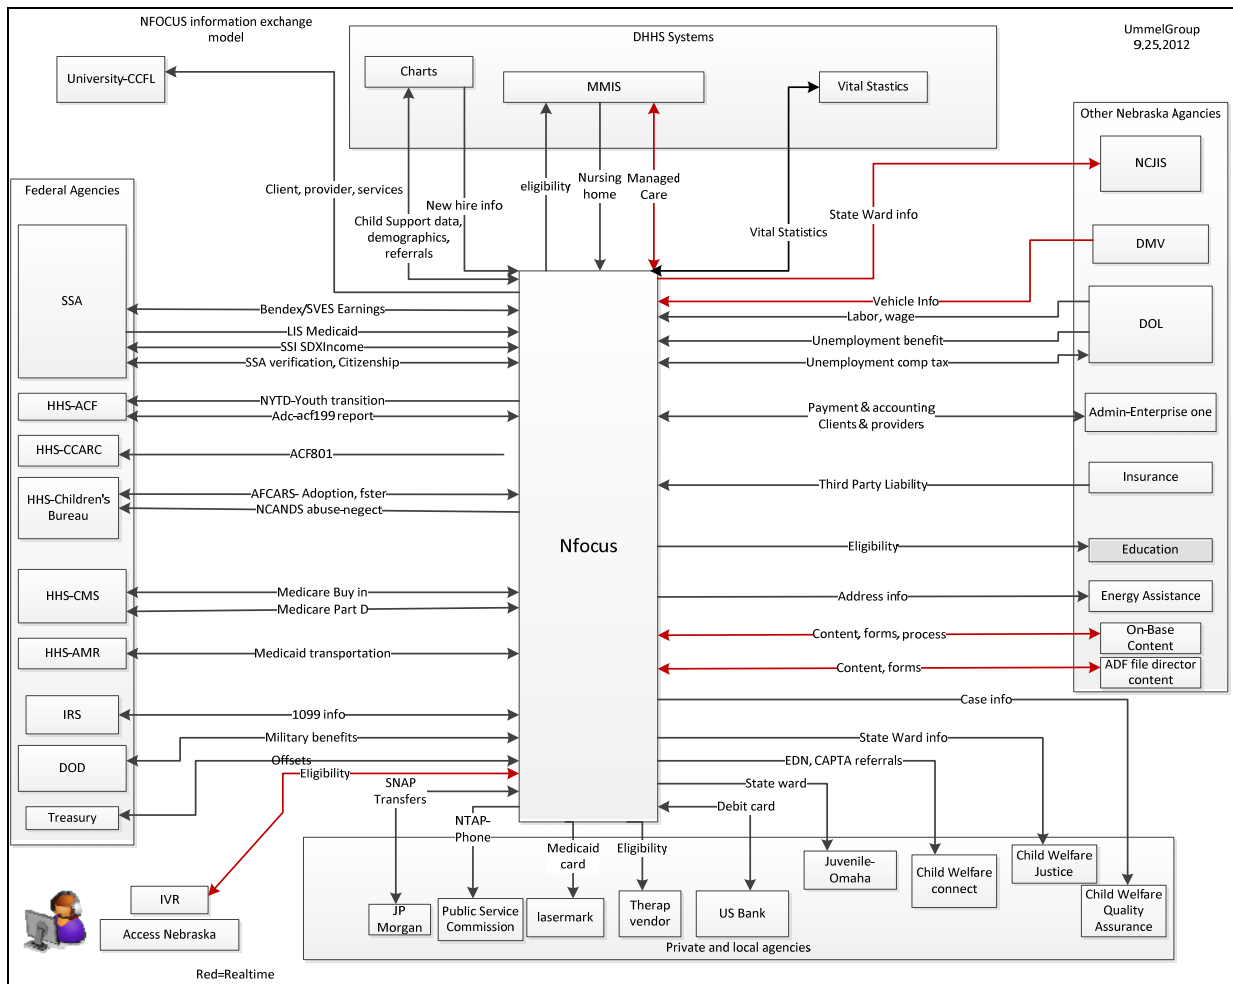 NFOCUS information exchange
model
UmmelGroup
9,25,2012
DHHS Systems
University-CCFL
Charts
MMIS
Vital Stastics
Other Nebraska Agancies
NCJIS
Federal Agencies
Client, provider, services
New hire info
Child Support data,
demographics,
referrals
eligibility
Nursing
home
Managed
Care
Vital Statistics
State Ward info
DMV
SSA
Bendex/SVES Earnings
LIS Medicaid
SSI SDXIncome
SSA verification, Citizenship
Vehicle Info
Labor, wage
Unemployment benefit
Unemployment comp tax
DOL
HHS-ACF
NYTD-Youth transition
Adc-acf199 report
Payment & accounting
Clients & providers
Admin-Enterprise one
HHS-CCARC
ACF801
HHS-Children's
Bureau
AFCARS- Adoption, fster
NCANDS abuse-negect
Third Party Liability
Insurance
Nfocus
Eligibility
Education
HHS-CMS
Medicare Buy in
Medicare Part D
Address info
Energy Assistance
Content, forms, process
On-Base
Content
HHS-AMR
Medicaid transportation
Content, forms
ADF file director
content
IRS
1099 info
Case info
DOD
Military benefits
State Ward info
Offsets
Eligibility
EDN, CAPTA referrals
Treasury
SNAP
Transfers
State ward
NTAP-
Phone
Debit card
Medicaid
card
Eligibility
IVR
Access Nebraska
JP
Morgan
Public Service
Commission
lasermark
Therap
vendor
US Bank
Juvenile-
Omaha
Child Welfare
connect
Child Welfare
Justice
Child Welfare
Quality
Assurance
Private and local agencies
Red=Realtime